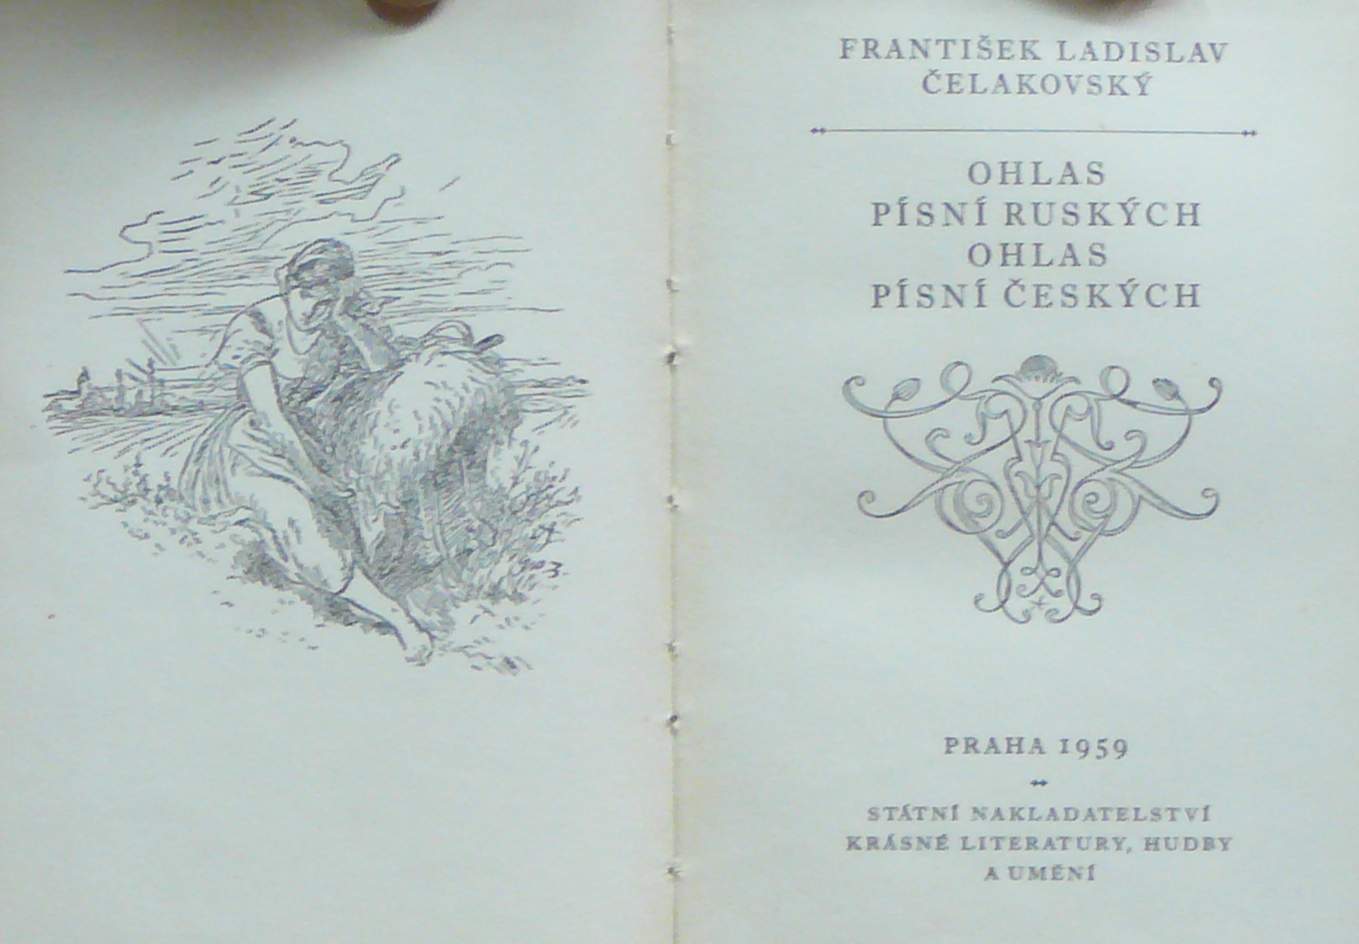 FRANTIŠEK LADISLAV
ČELAKOVSKÝ
OHLAS
PÍSNÍ RUSKÝCH
OHLAS
PÍSNÍ ČESKÝCH
PRAHA 1959
STÁTNÍ NAKLADATELSTVÍ
KRÁSNÉ LITERATURY, HUDBY
A UMĚNÍ